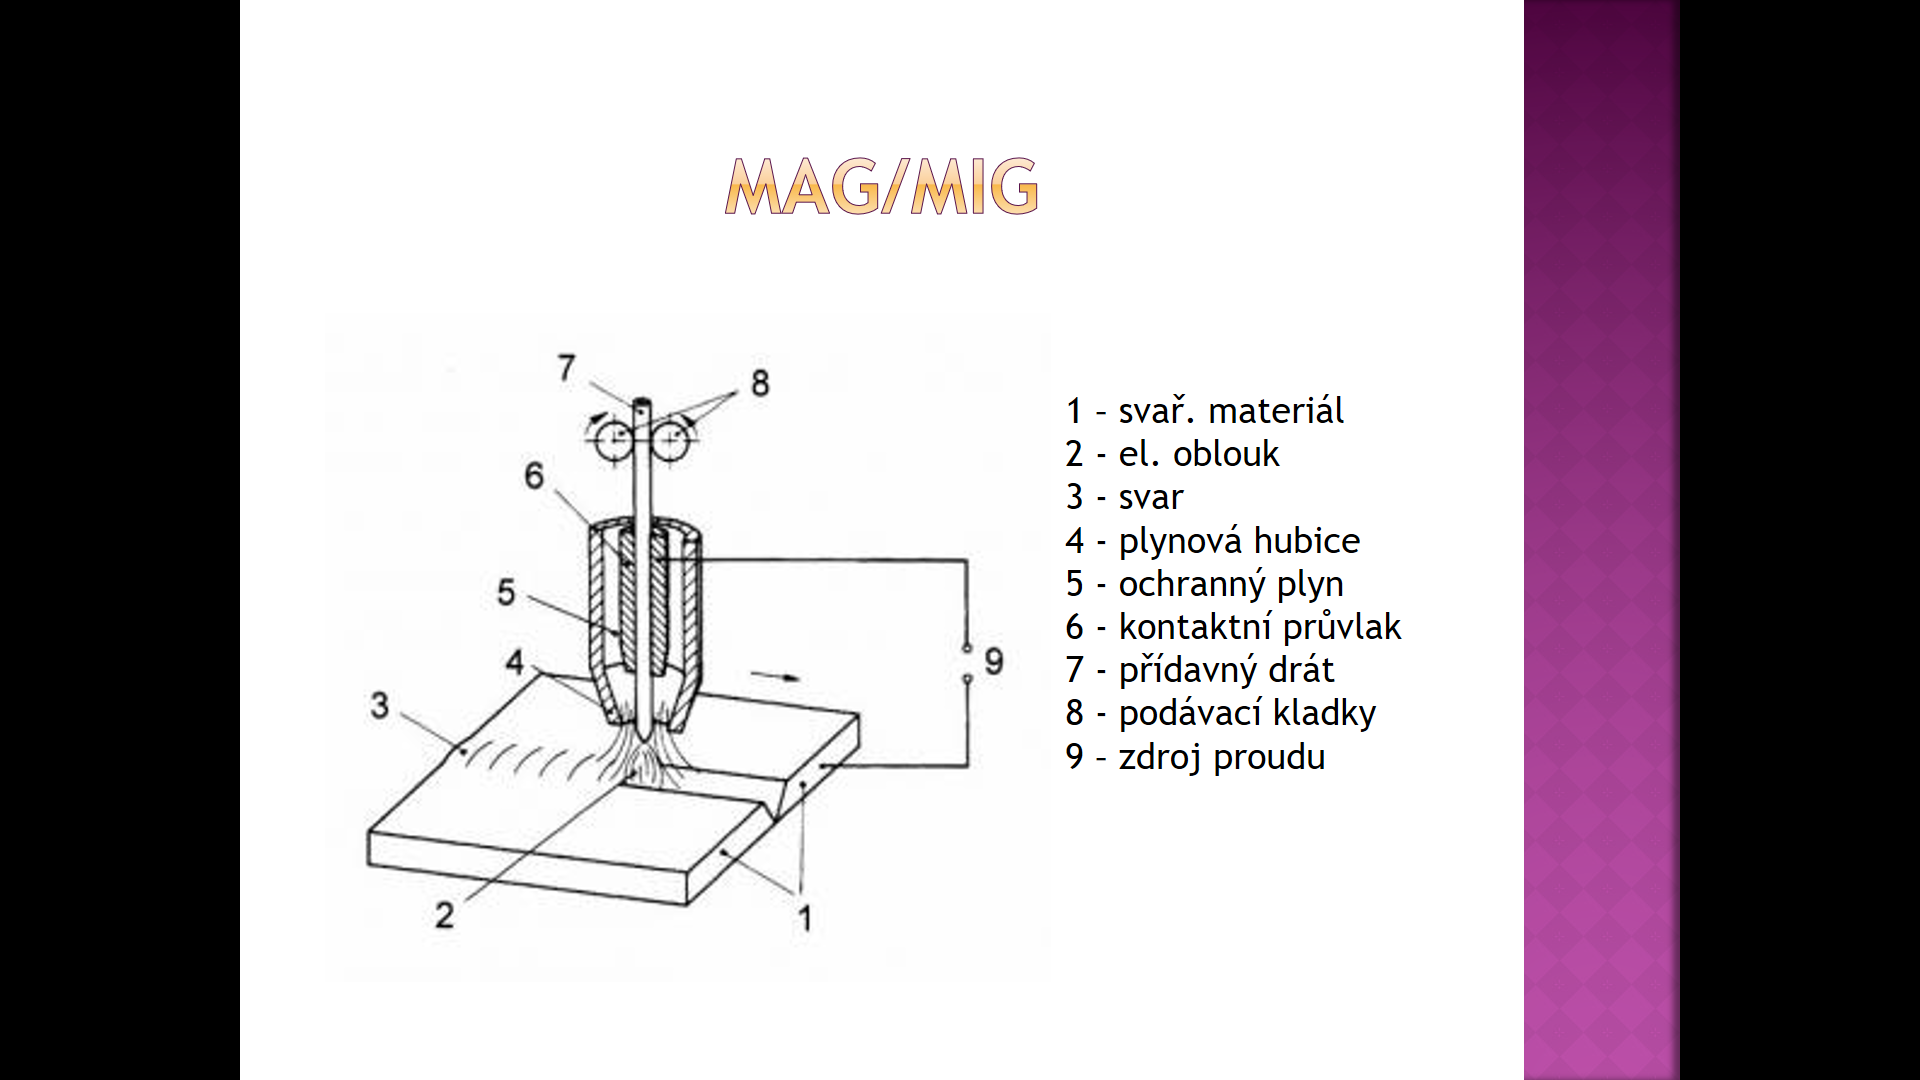 MAG/MIG
7
8
6
5
4
3
9
2
1
1 – svař. materiál
2 - el. oblouk
3 - svar
4 - plynová hubice
5 - ochranný plyn
6 - kontaktní průvlak
7 - přídavný drát
8 - podávací kladky
9 – zdroj proudu